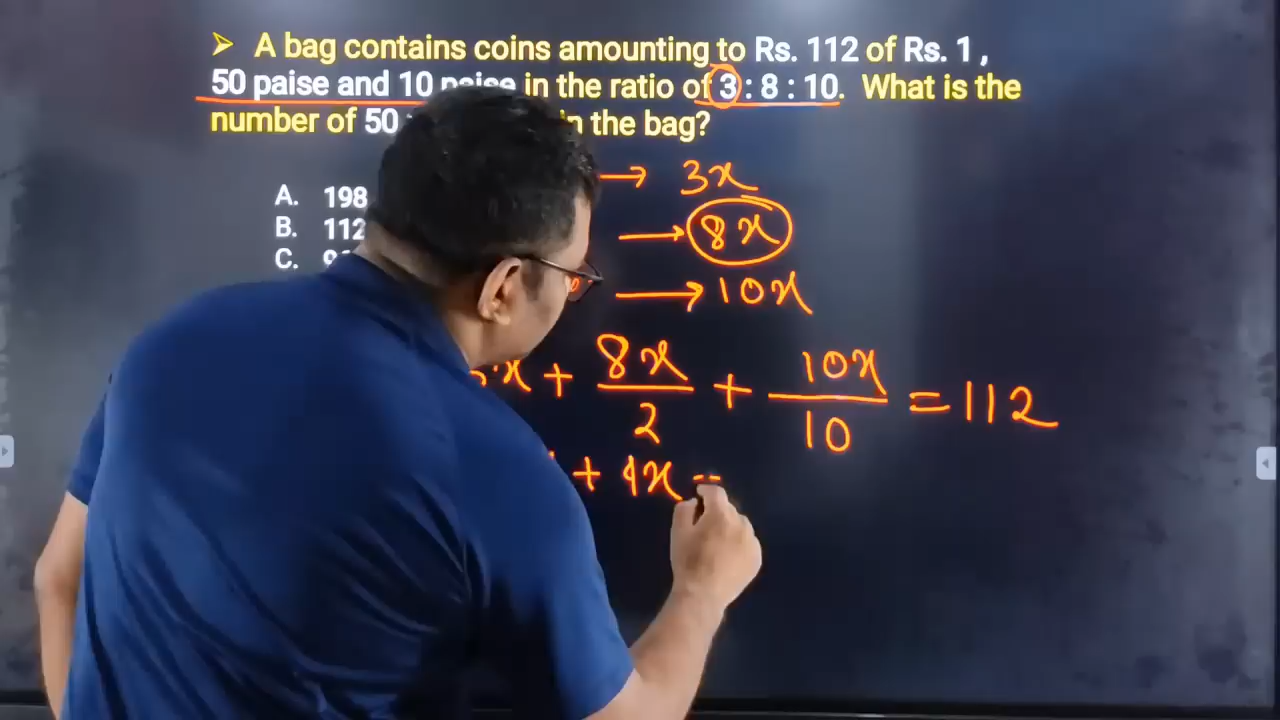 ➤ A bag contains coins amounting to Rs. 112 of Rs. 1 ,
50 paise and 10 paise in the ratio of 3 : 8 : 10. What is the
number of 50 in the bag?
A. 198
B. 112
C.
→ 3x
→ 8x
→ 10x
x + 8x/2 + 10x/10 = 112
+ 4x